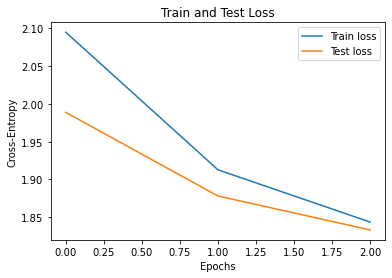 Train and Test Loss
Train loss
Test loss
Cross-Entropy
2.10
2.05
2.00
1.95
1.90
1.85
0.00 0.25 0.50 0.75 1.00 1.25 1.50 1.75 2.00
Epochs